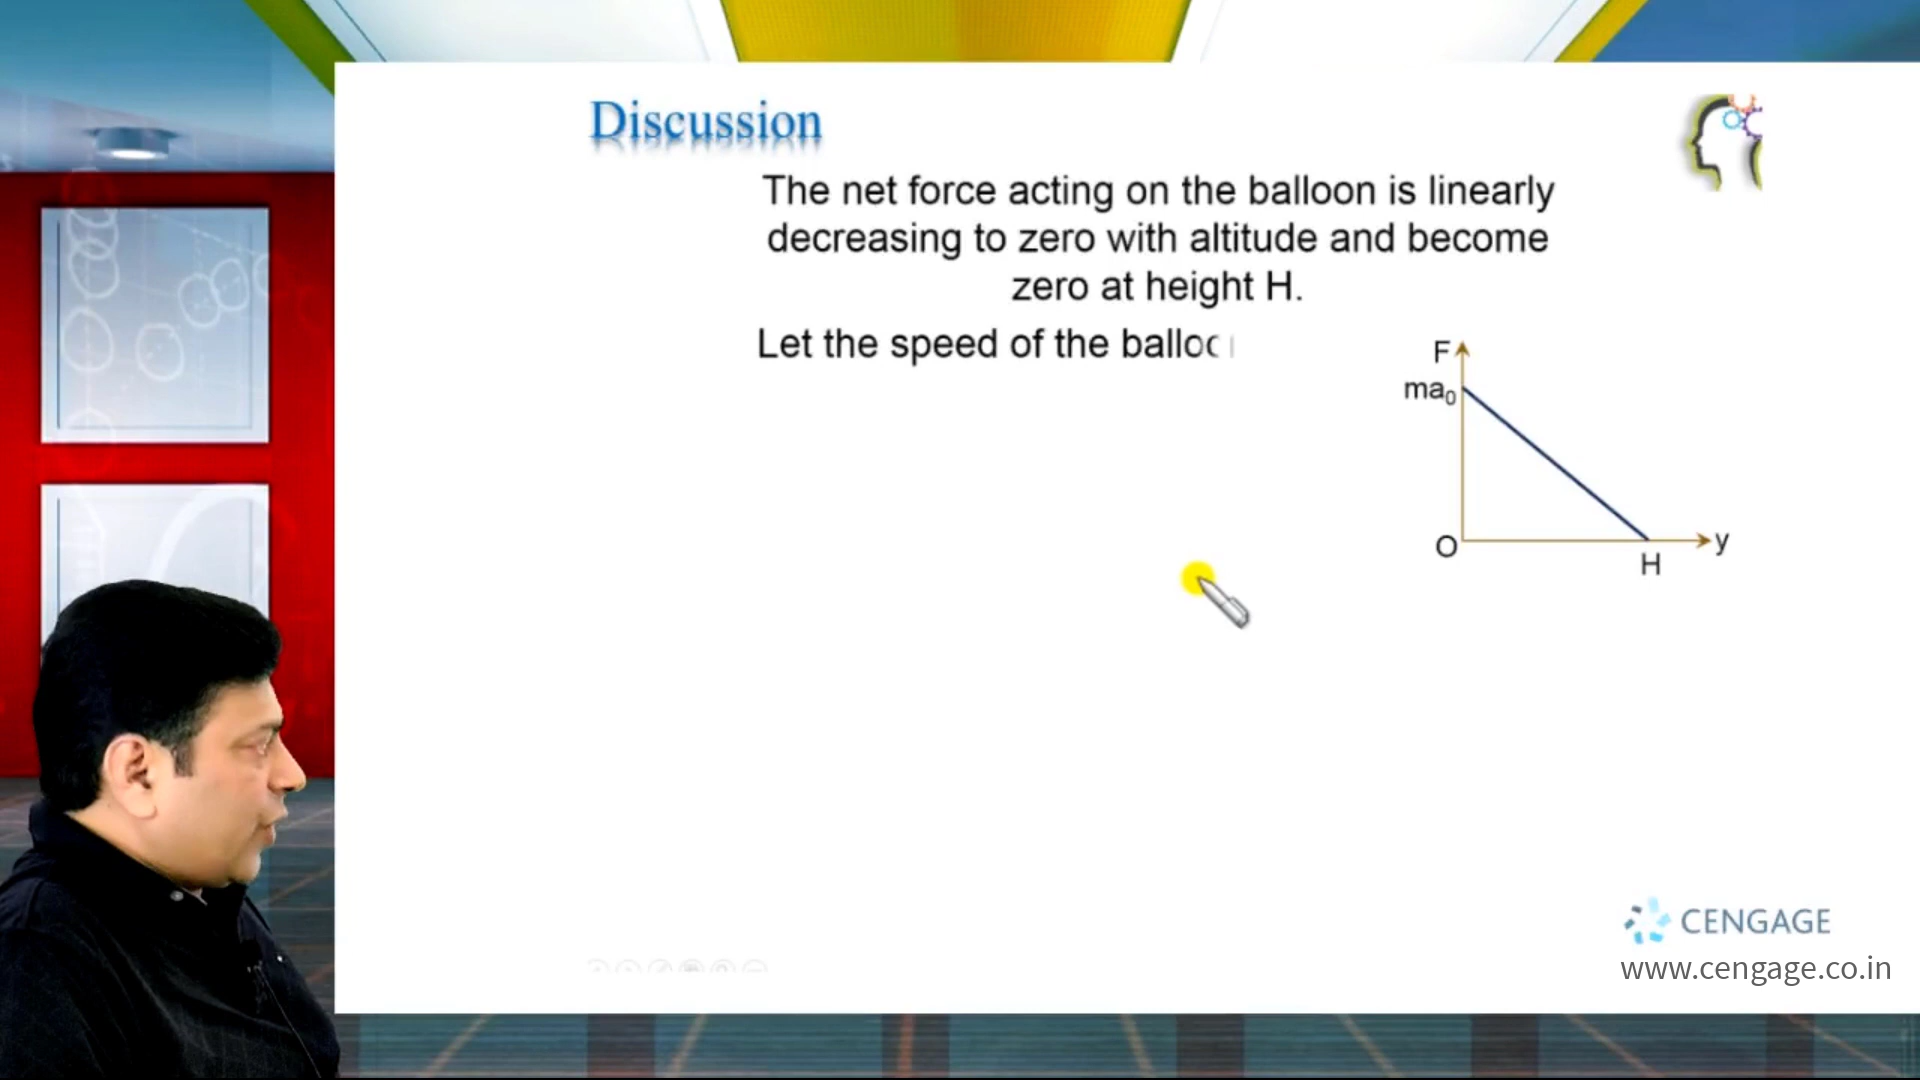 Discussion
The net force acting on the balloon is linearly
decreasing to zero with altitude and become
zero at height H.
Let the speed of the
F
ma₀
O
H
y
CENGAGE
www.cengage.co.in